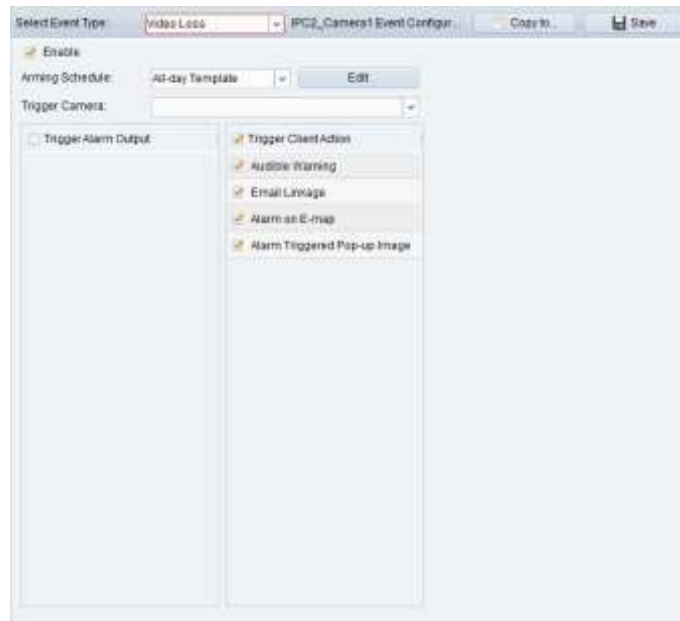 Select Event Type: Video Loss IPC2_Camera1 Event Configur... Copy to... Save
Enable
Arming Schedule: All-day Template Edit
Trigger Camera:
Trigger Alarm Output Trigger Client Action
Audible Warning
Email Linkage
Alarm on E-map
Alarm Triggered Pop-up Image